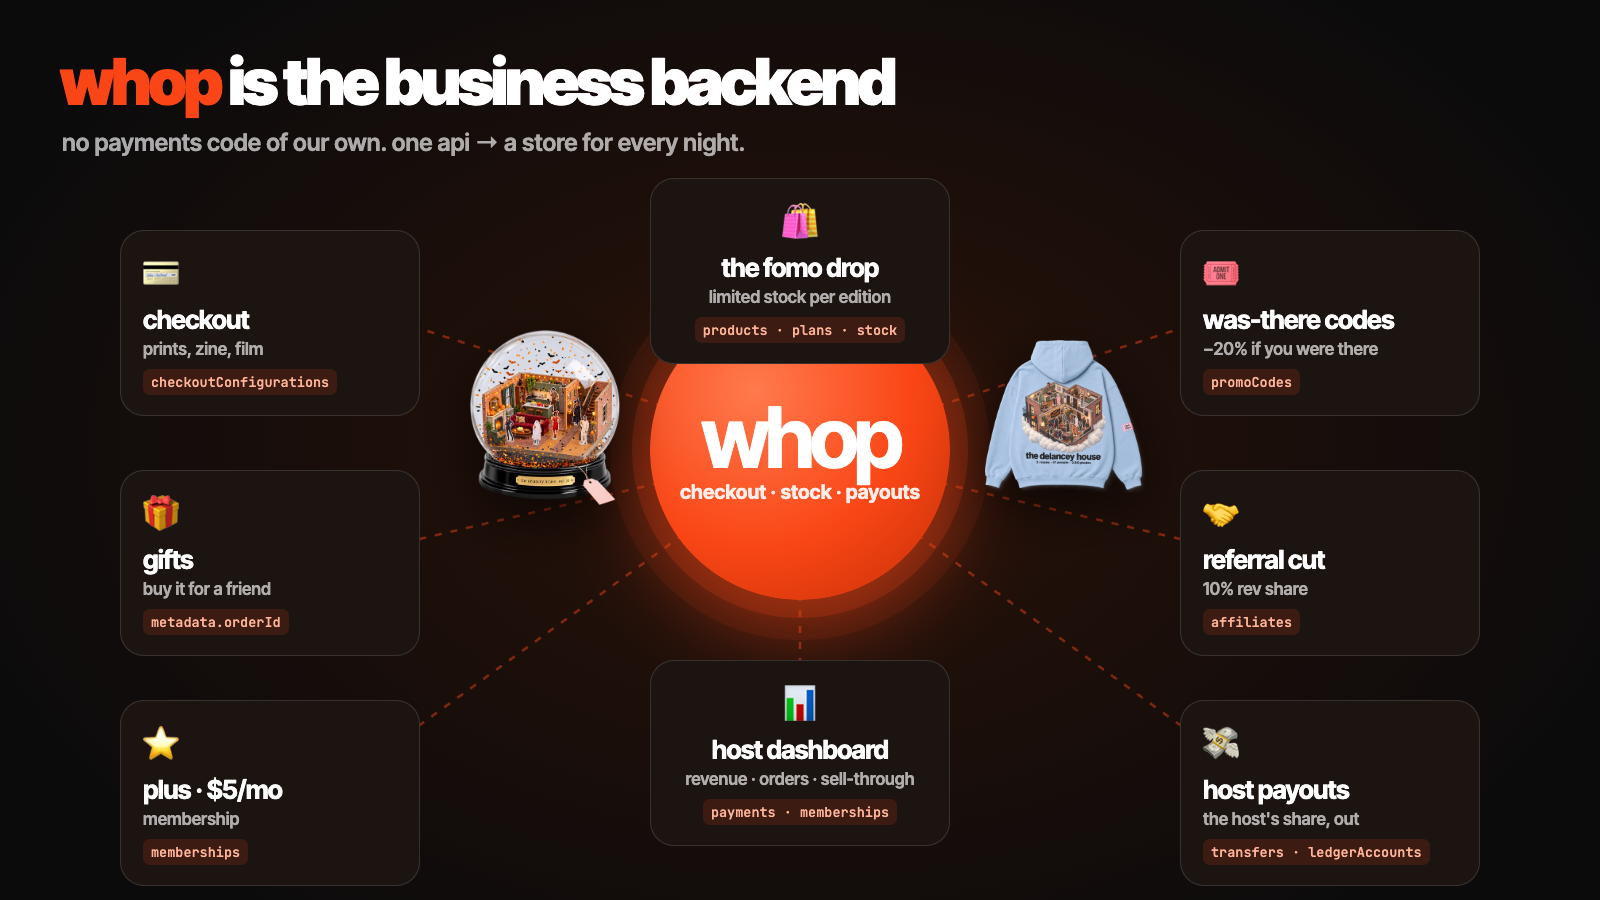 whop is the business backend
no payments code of our own. one api → a store for every night.
the fomo drop
limited stock per edition
products · plans · stock
checkout
prints, zine, film
checkoutConfigurations
ADMIT
ONE
was-there codes
−20% if you were there
promoCodes
whop
checkout · stock · payouts
the delancey house
gifts
buy it for a friend
metadata.orderId
referral cut
10% rev share
affiliates
host dashboard
revenue · orders · sell-through
payments · memberships
plus · $5/mo
membership
memberships
host payouts
the host's share, out
transfers · ledgerAccounts